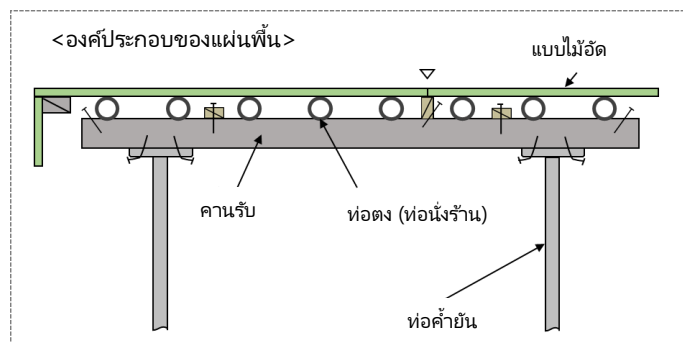 <องค์ประกอบของแผ่นพื้น>
แบบไม้อัด
คานรับ
ท่อตง (ท่อนั่งร้าน)
ท่อค้ำยัน